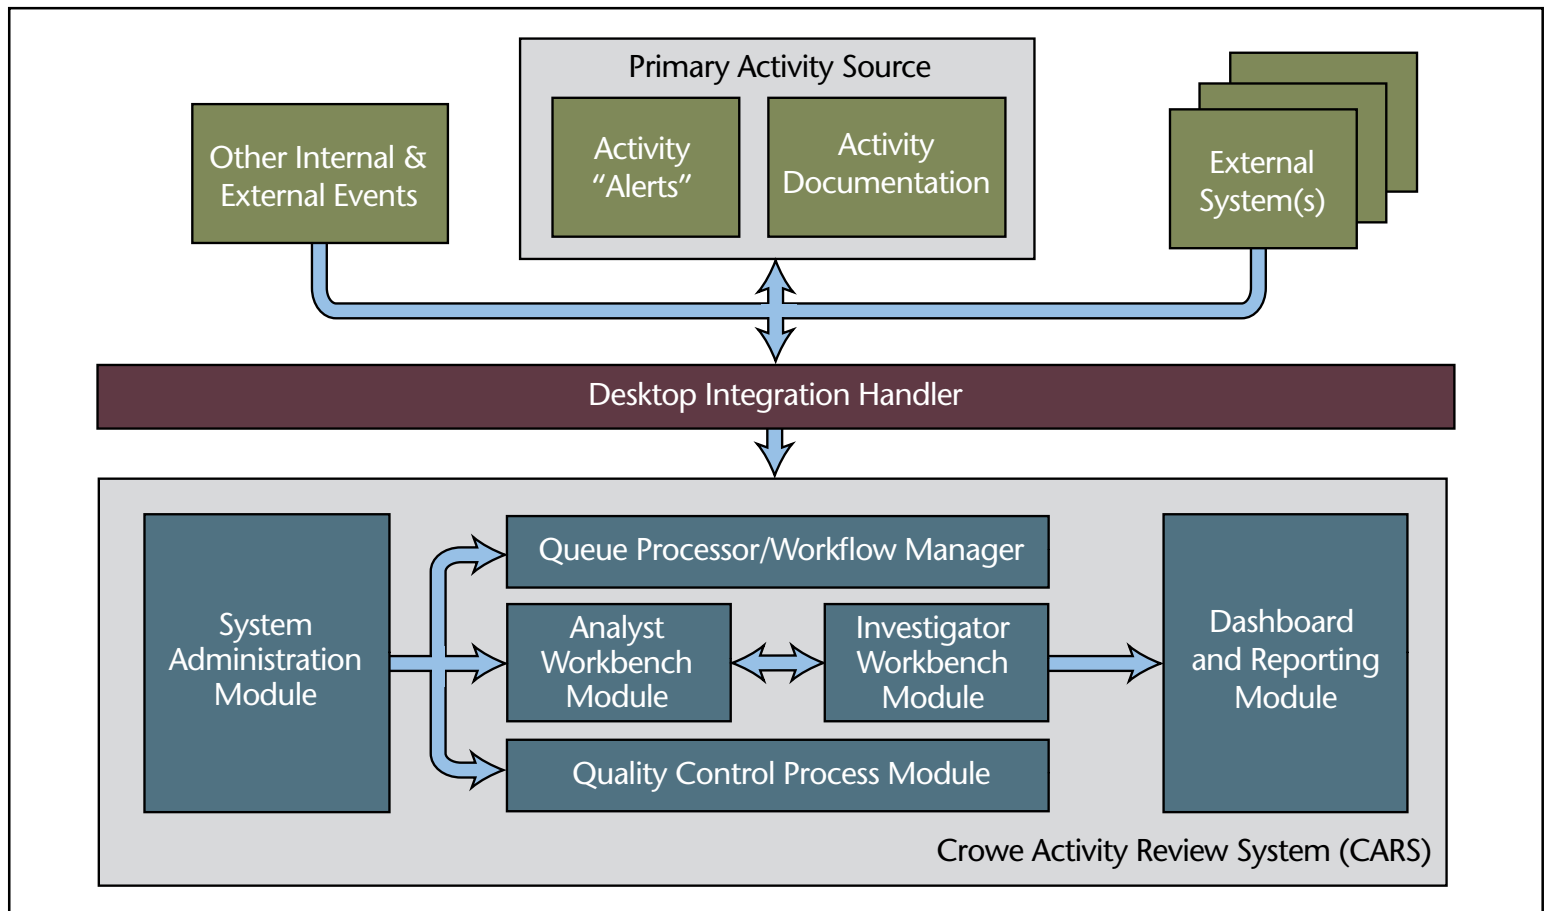 Primary Activity Source
Other Internal &
External Events
Activity
“Alerts”
Activity
Documentation
External
System(s)
Desktop Integration Handler
System
Administration
Module
Queue Processor/Workflow Manager
Analyst
Workbench
Module
Investigator
Workbench
Module
Quality Control Process Module
Dashboard
and Reporting
Module
Crowe Activity Review System (CARS)